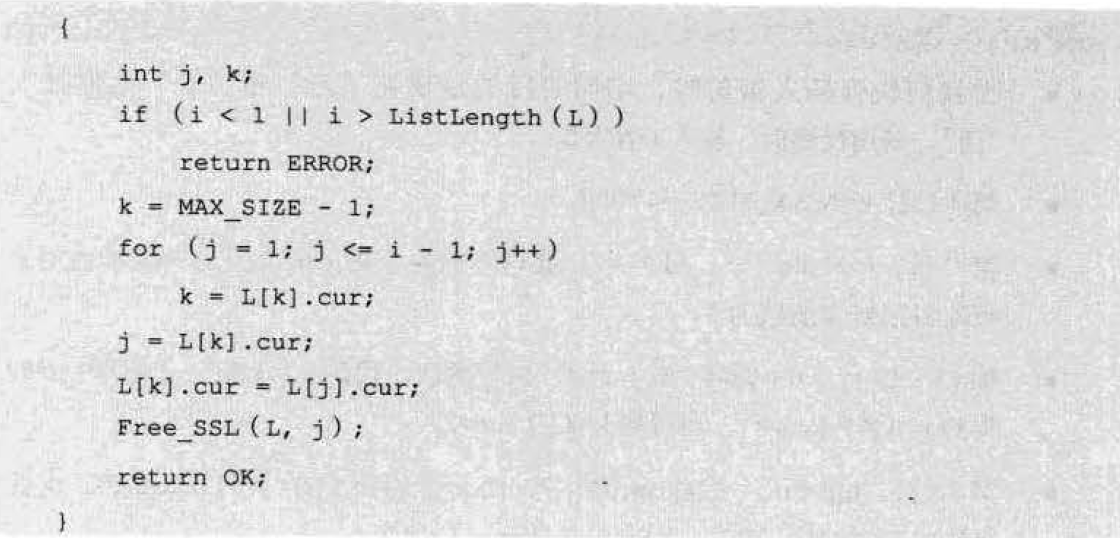 {
int j, k;
if (i < 1 || i > ListLength(L))
return ERROR;
k = MAX_SIZE - 1;
for (j = 1; j <= i - 1; j++)
k = L[k].cur;
j = L[k].cur;
L[k].cur = L[j].cur;
Free_SSL(L, j);
return OK;
}